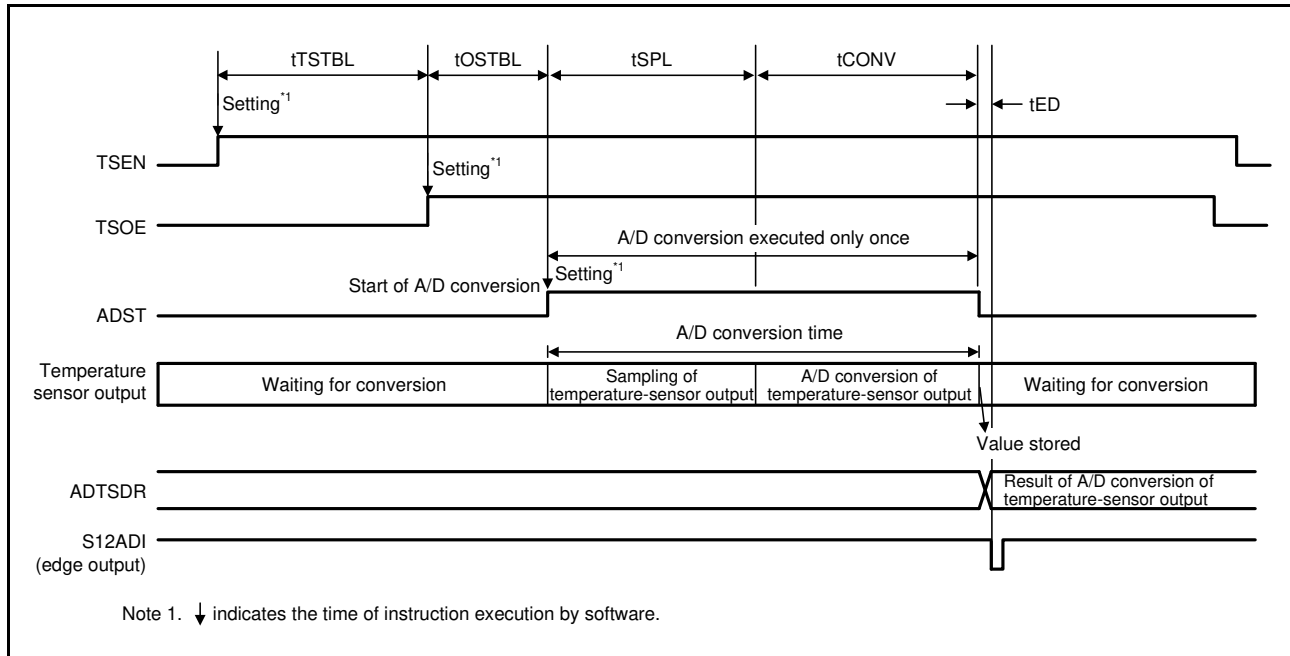 tTSTBL tOSTBL tSPL tCONV
tED
Setting*1
TSEN
Setting*1
TSOE
A/D conversion executed only once
Start of A/D conversion Setting*1
ADST
A/D conversion time
Temperature
sensor output
Waiting for conversion
Sampling of
temperature-sensor output
A/D conversion of
temperature-sensor output
Waiting for conversion
Value stored
ADTSDR
Result of A/D conversion of
temperature-sensor output
S12ADI
(edge output)
Note 1. ↓ indicates the time of instruction execution by software.